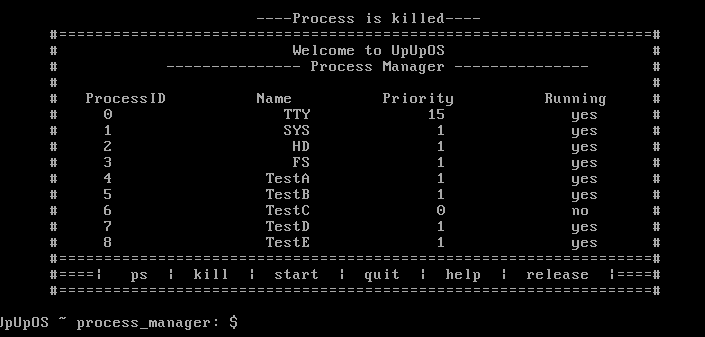 ----Process is killed----
#==================================================================#
# Welcome to UpUpOS #
# --------------- Process Manager --------------- #
# #
# ProcessID Name Priority Running #
# 0 TTY 15 yes #
# 1 SYS 1 yes #
# 2 HD 1 yes #
# 3 FS 1 yes #
# 4 TestA 1 yes #
# 5 TestB 1 yes #
# 6 TestC 0 no #
# 7 TestD 1 yes #
# 8 TestE 1 yes #
#==================================================================#
#====¦ ps ¦ kill ¦ start ¦ quit ¦ help ¦ release ¦====#
#==================================================================#
UpUpOS ~ process_manager: $